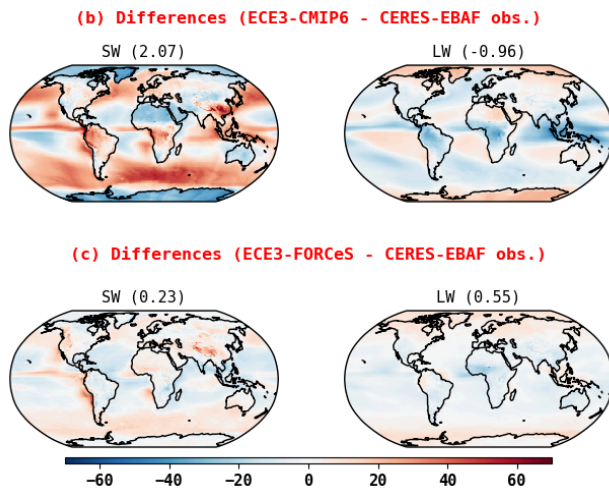 (b) Differences (ECE3-CMIP6 - CERES-EBAF obs.)
SW (2.07)
LW (-0.96)
(c) Differences (ECE3-FORCeS - CERES-EBAF obs.)
SW (0.23)
LW (0.55)
−60 −40 −20 0 20 40 60